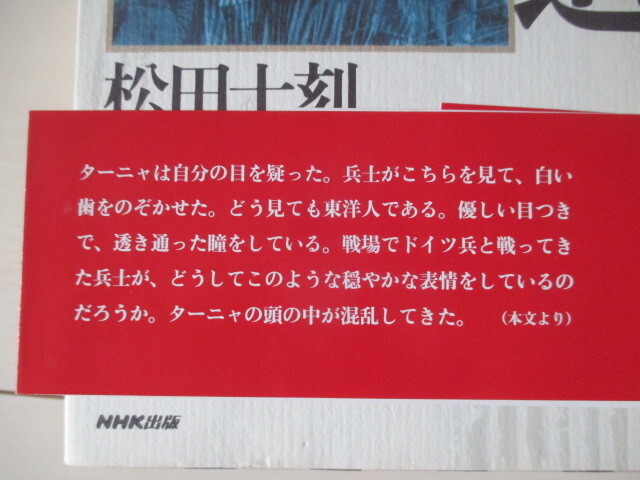 松田十刻
ターニャは自分の目を疑った。兵士がこちらを見て、白い
歯をのぞかせた。どう見ても東洋人である。優しい目つき
で、透き通った瞳をしている。戦場でドイツ兵と戦ってき
た兵士が、どうしてこのような穏やかな表情をしているの
だろうか。ターニャの頭の中が混乱してきた。 （本文より）
NHK出版